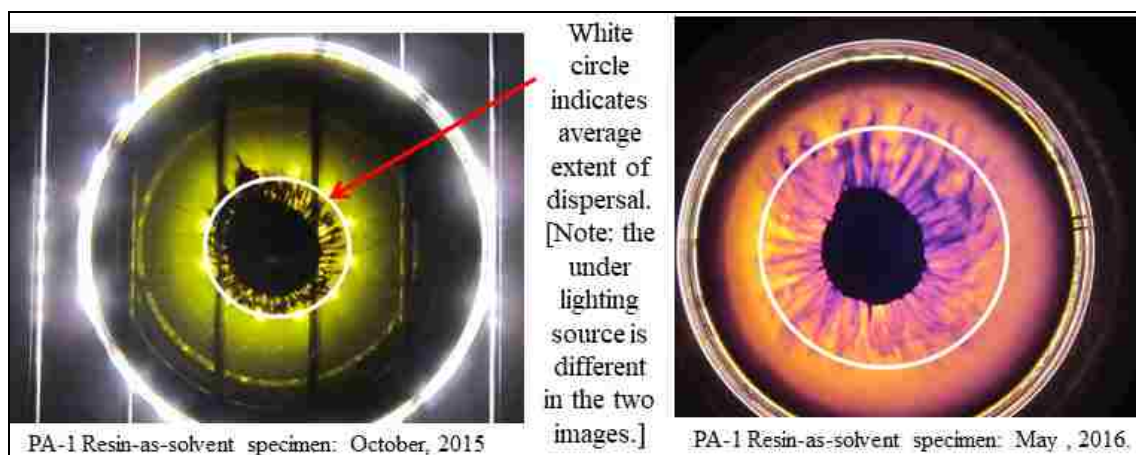 White
circle
indicates
average
extent of
dispersal.
[Note: the
under
lighting
source is
different
in the two
images.]
PA-1 Resin-as-solvent specimen: October, 2015
PA-1 Resin-as-solvent specimen: May , 2016.